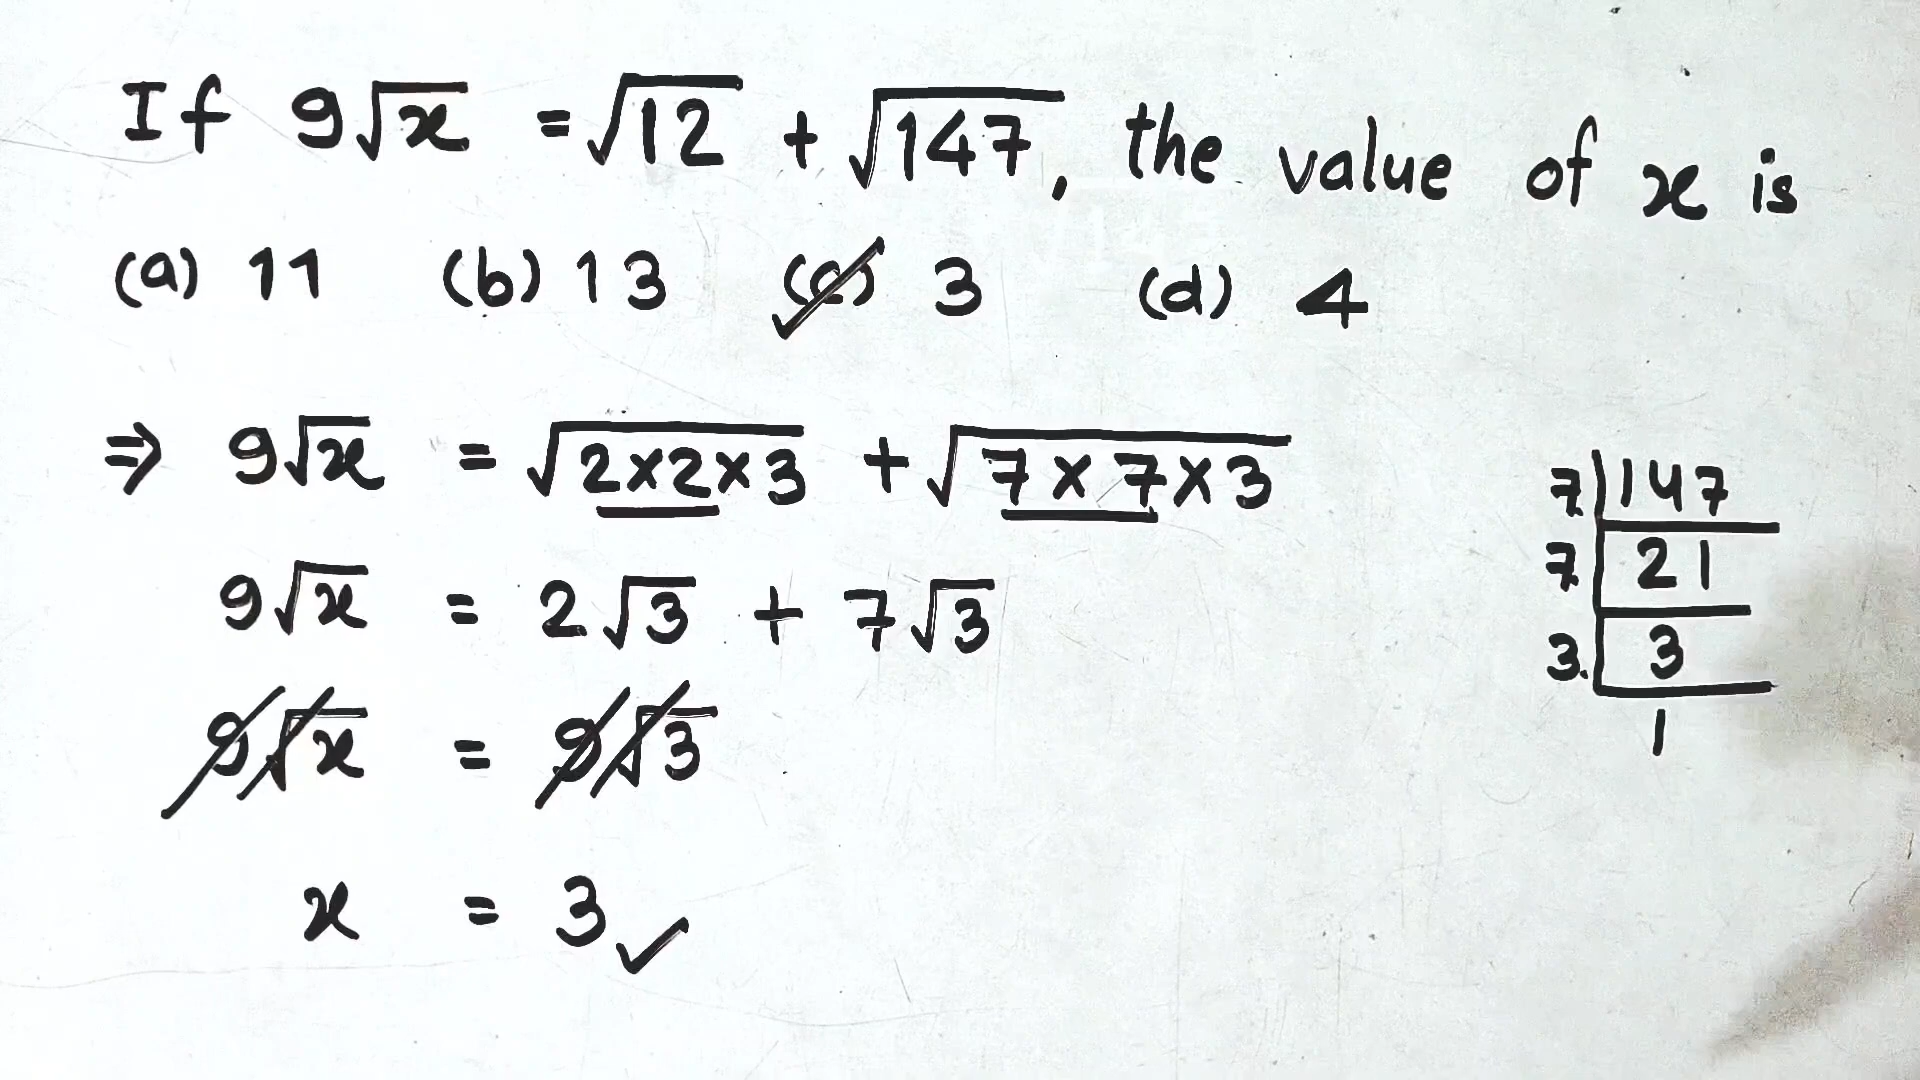 If 9√x = √12 + √147, the value of x is
(a) 11 (b) 13 (c) 3 (d) 4
⇒ 9√x = √2×2×3 + √7×7×3
9√x = 2√3 + 7√3
9√x = 9√3
x = 3 ✓
7 | 147
7 | 21
3. | 3
1